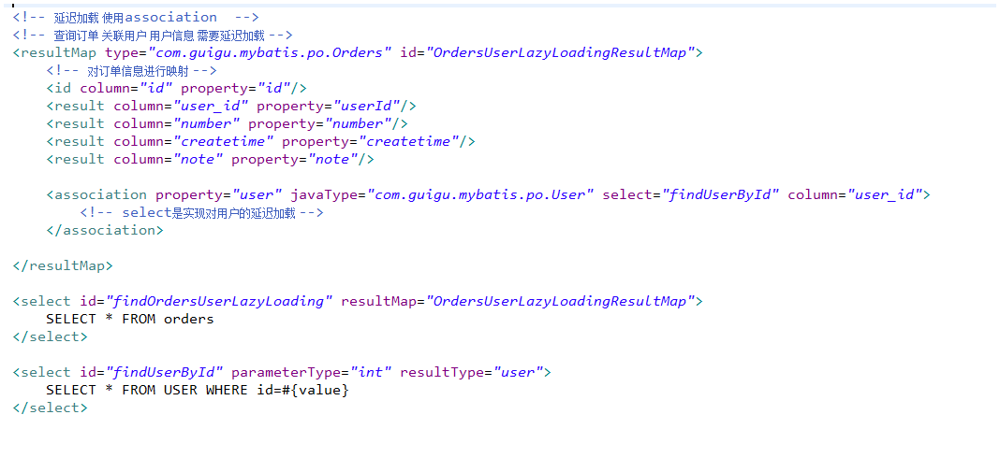 <!-- 延迟加载 使用association  -->
<!-- 查询订单 关联用户 用户信息 需要延迟加载 -->
<resultMap type="com.guigu.mybatis.po.Orders" id="OrdersUserLazyLoadingResultMap">
    <!-- 对订单信息进行映射 -->
    <id column="id" property="id"/>
    <result column="user_id" property="userId"/>
    <result column="number" property="number"/>
    <result column="createtime" property="createtime"/>
    <result column="note" property="note"/>
    <association property="user" javaType="com.guigu.mybatis.po.User" select="findUserById" column="user_id">
        <!-- select是实现对用户的延迟加载 -->
    </association>
</resultMap>
<select id="findOrdersUserLazyLoading" resultMap="OrdersUserLazyLoadingResultMap">
    SELECT * FROM orders
</select>
<select id="findUserById" parameterType="int" resultType="user">
    SELECT * FROM USER WHERE id=#{value}
</select>